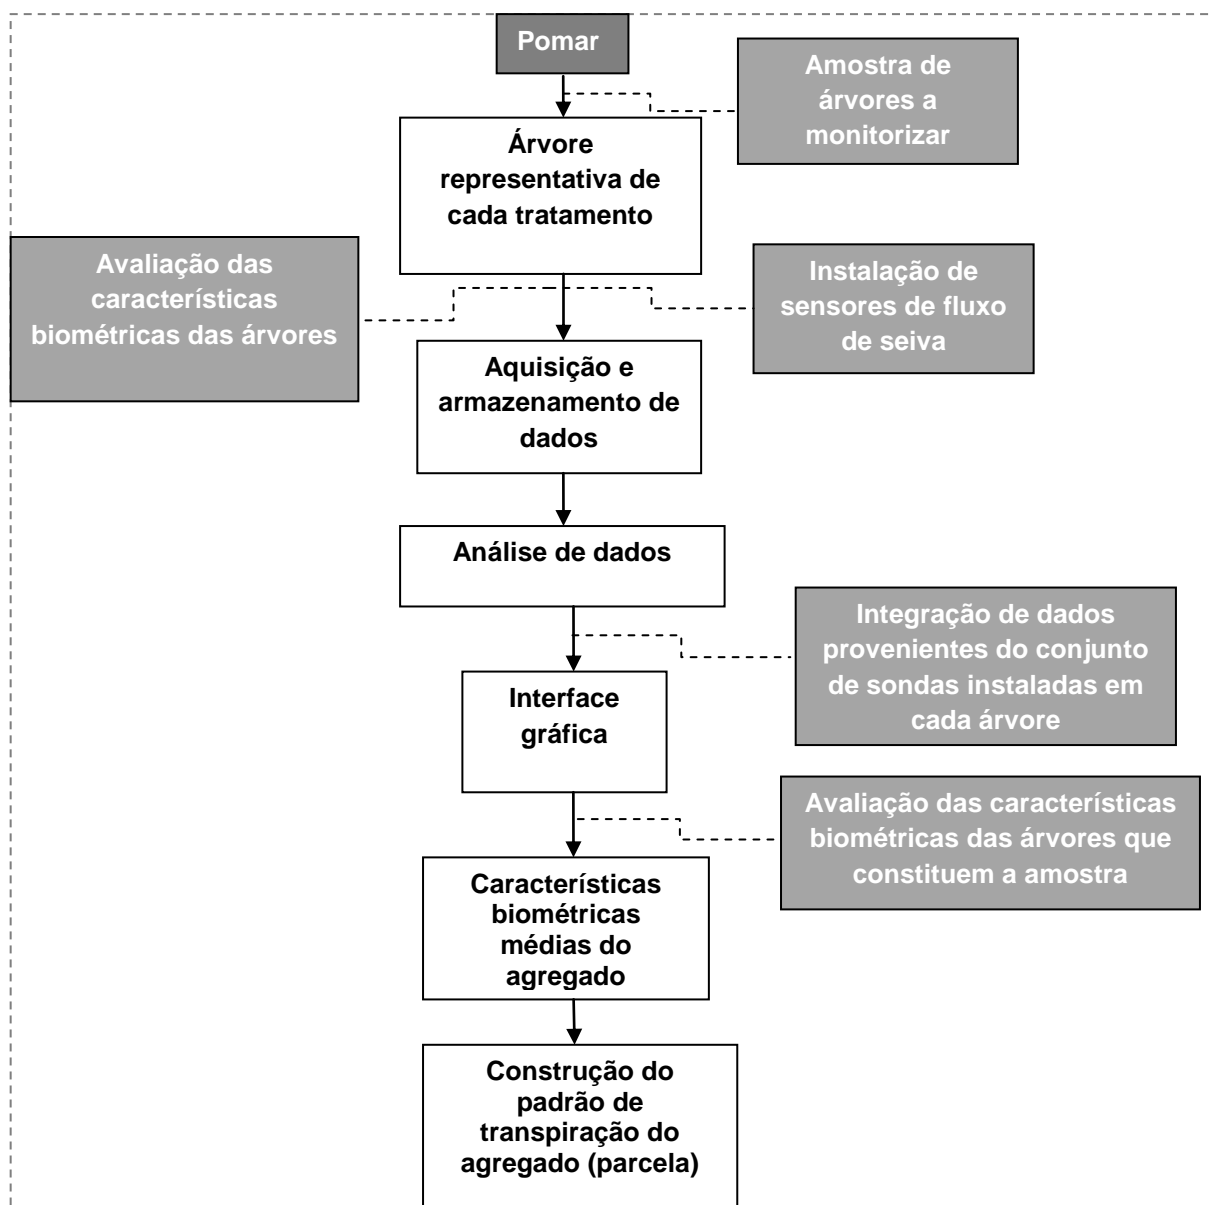 Pomar
Amostra de
árvores a
monitorizar
Árvore
representativa de
cada tratamento
Avaliação das
característisticas
biométricas das árvores
Instalação de
sensores de fluxo
de seiva
Aquisição e
armazenamento de
dados
Análise de dados
Integração de dados
provenientes do conjunto
de sondas instaladas em
cada árvore
Interface
gráfica
Avaliação das características
biométricas das árvores que
constituem a amostra
Características
biométricas
médias do
agregado
Construção do
padrão de
transpiração do
agregado (parcela)